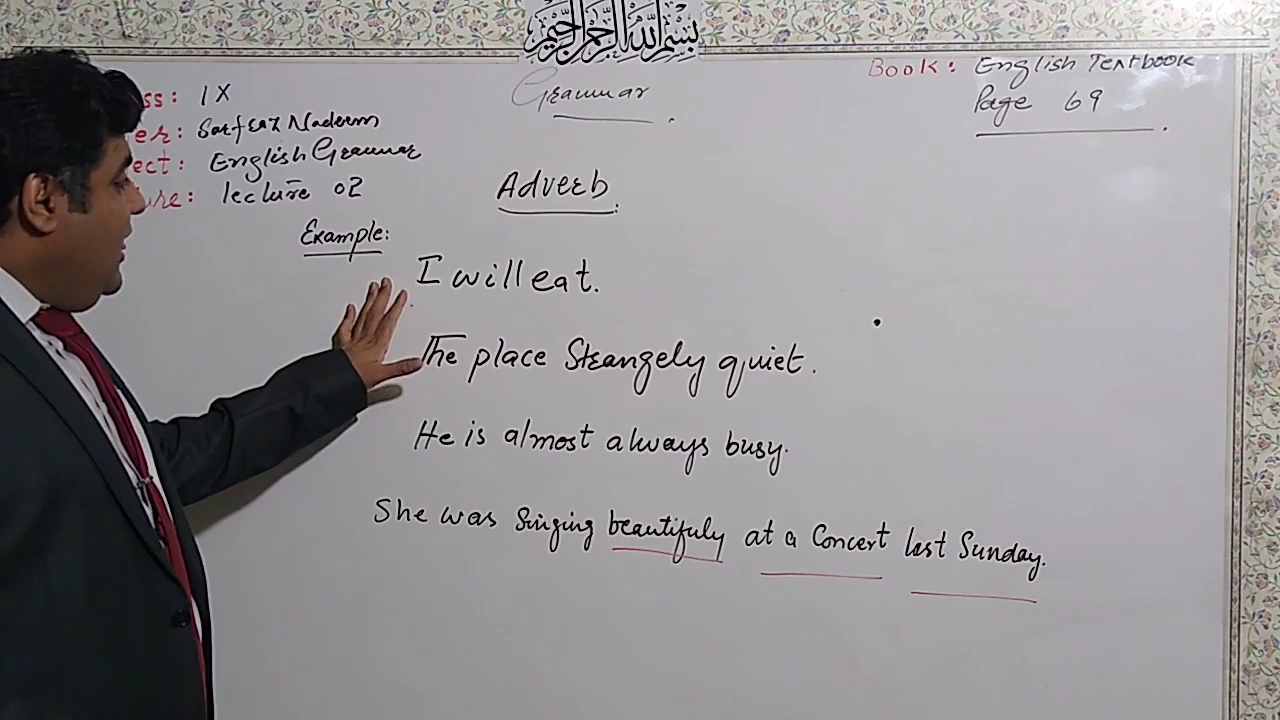 بسم الله الرحمن الرحيم
Grammar
Book: English Textbook
Page 69
ss: IX
er: Sarfraz Nadeem
ect: English Grammar
ure: lecture 02
Adverb
Example:
I will eat.
The place Strangely quiet.
He is almost always busy.
She was singing beautifuly at a Concert last Sunday.